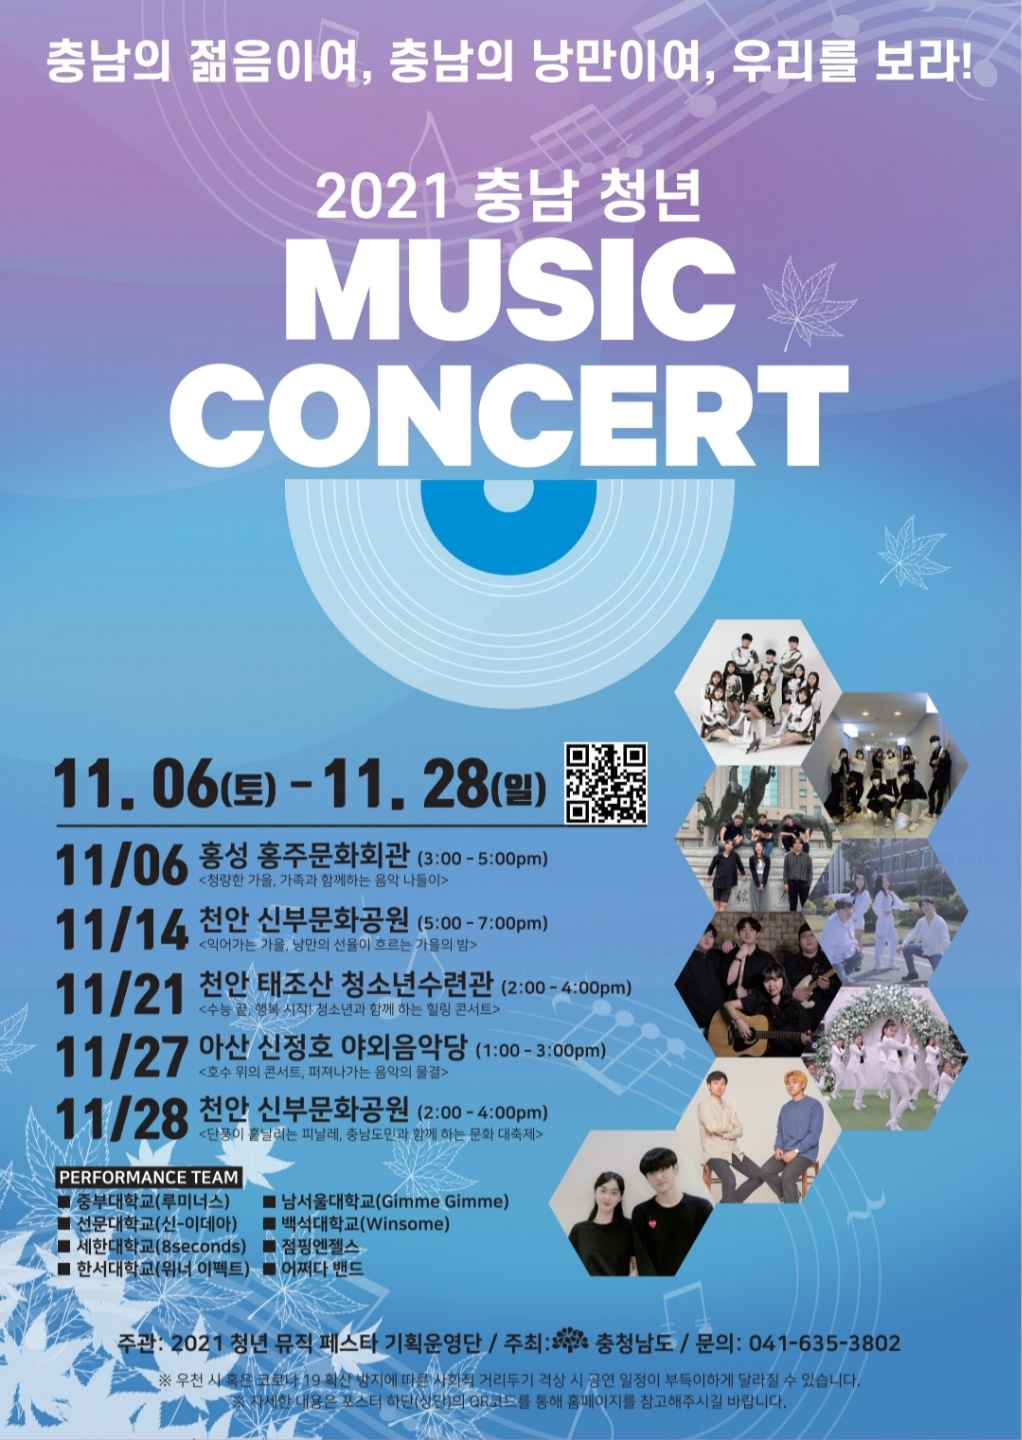 충남의 젊음이여, 충남의 낭만이여, 우리를 보라!
2021 충남 청년
MUSIC
CONCERT
11. 06(토) - 11. 28(일)
11/06 홍성 홍주문화회관 (3:00 - 5:00pm)
<청량한 가을, 가족과 함께하는 음악 나들이>
11/14 천안 신부문화공원 (5:00 - 7:00pm)
<익어가는 가을, 낭만의 선율이 흐르는 가을의 밤>
11/21 천안 태조산 청소년수련관 (2:00 - 4:00pm)
<수능 끝, 행복 시작! 청소년과 함께 하는 힐링 콘서트>
11/27 아산 신정호 야외음악당 (1:00 - 3:00pm)
<호수 위의 콘서트, 퍼져나가는 음악의 물결>
11/28 천안 신부문화공원 (2:00 - 4:00pm)
<단풍이 흩날리는 피날레, 충남도민과 함께 하는 문화 대축제>
PERFORMANCE TEAM
■ 중부대학교(루미너스) ■ 남서울대학교(Gimme Gimme)
■ 선문대학교(신-이데아) ■ 백석대학교(Winsome)
■ 세한대학교(8seconds) ■ 점핑엔젤스
■ 한서대학교(위너 이펙트) ■ 어쩌다 밴드
주관: 2021 청년 뮤직 페스타 기획운영단 / 주최: 충청남도 / 문의: 041-635-3802
※ 우천 시 혹은 코로나 19 확산 방지에 따른 사회적 거리두기 격상 시 공연 일정이 부득이하게 달라질 수 있습니다.
※ 자세한 내용은 포스터 하단(상단)의 QR코드를 통해 홈페이지를 참고해주시길 바랍니다.